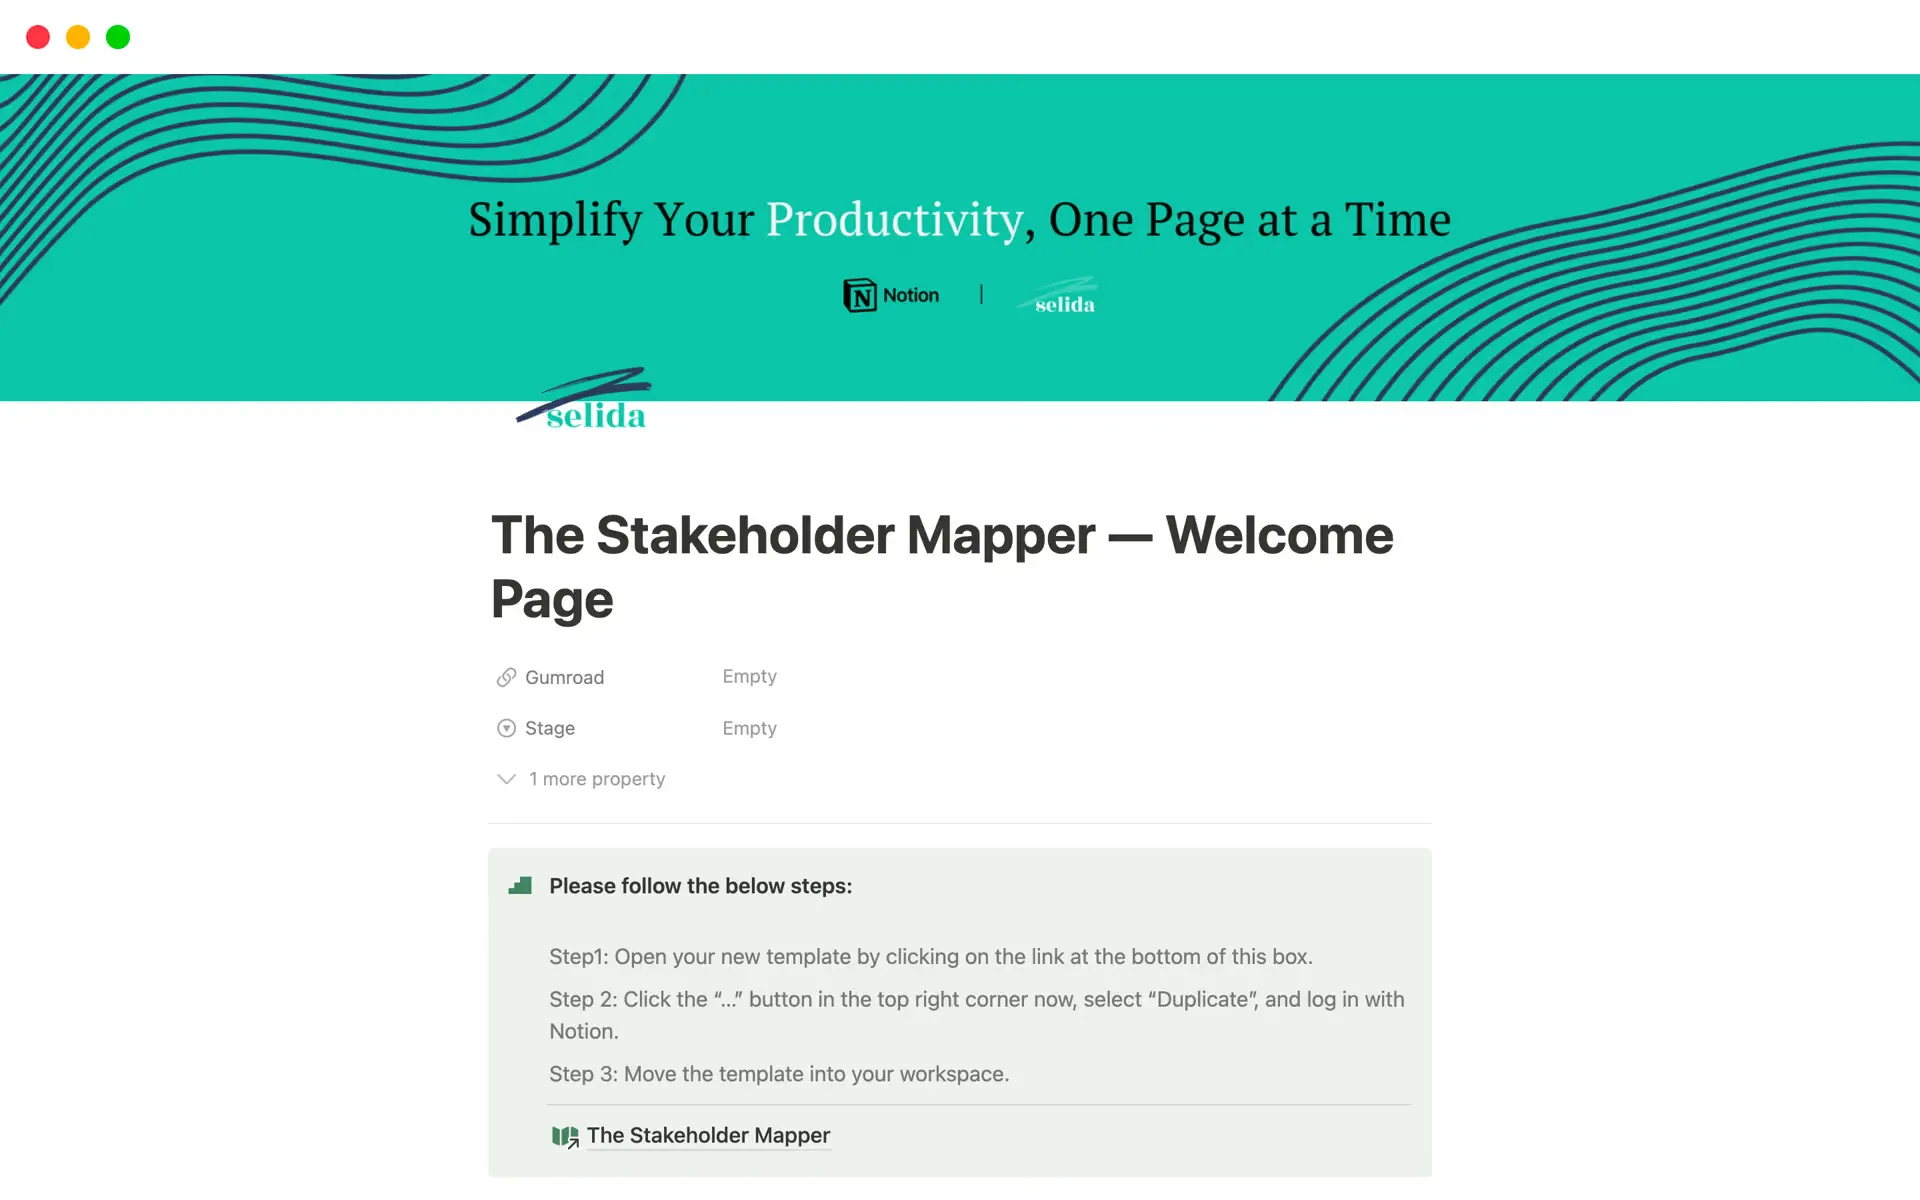 Simplify Your Productivity, One Page at a Time
Notion | selida
selida
The Stakeholder Mapper — Welcome
Page
Gumroad Empty
Stage Empty
1 more property
Please follow the below steps:
Step1: Open your new template by clicking on the link at the bottom of this box.
Step 2: Click the “...” button in the top right corner now, select “Duplicate”, and log in with
Notion.
Step 3: Move the template into your workspace.
The Stakeholder Mapper